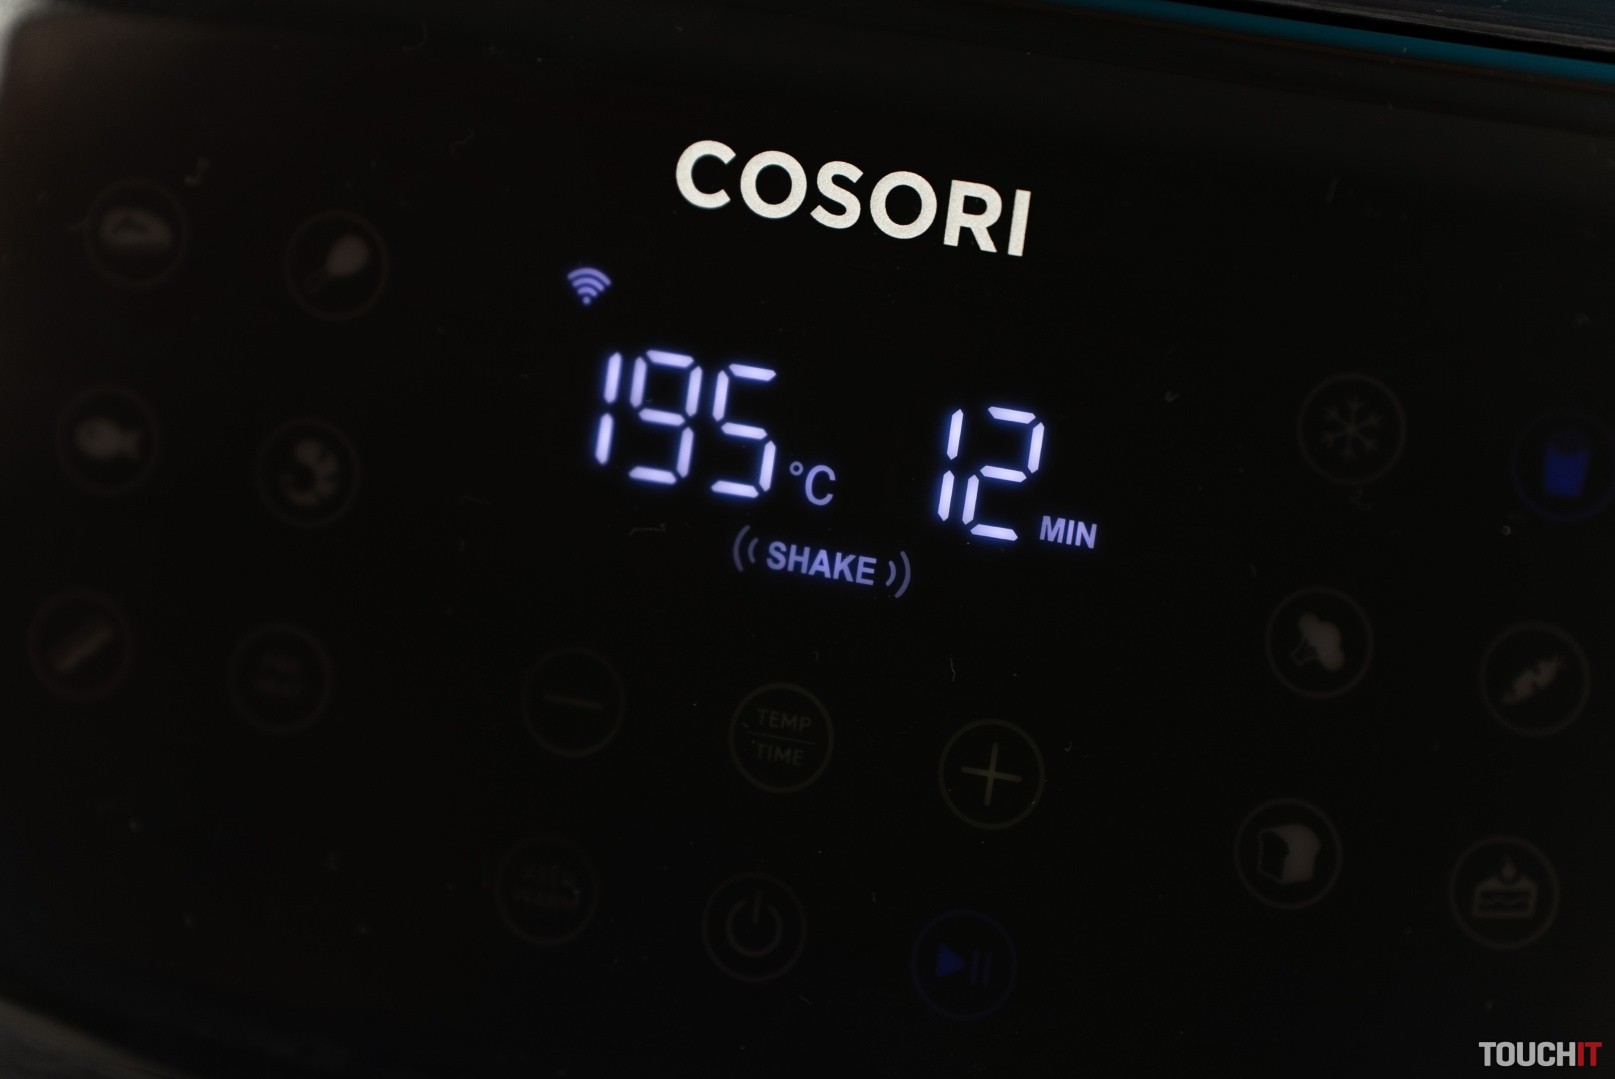 COSORI
195 °C 12 MIN
SHAKE
TEMP
TIME
TOUCHIT